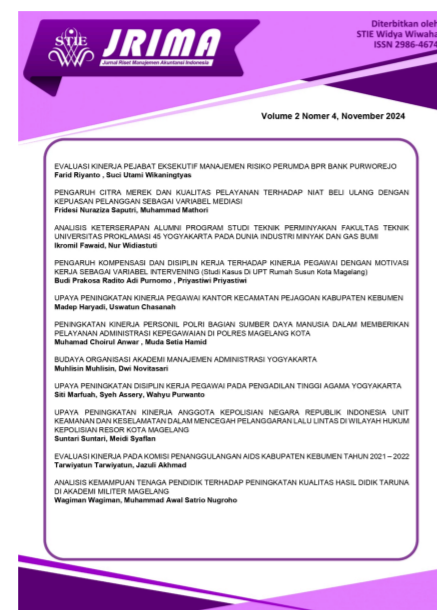 STIE
WW
JRIMA
Jurnal Riset Manajemen Akuntansi Indonesia
Diterbitkan oleh
STIE Widya Wiwaha
ISSN 2986-4674
Volume 2 Nomer 4, November 2024
EVALUASI KINERJA PEJABAT EKSEKUTIF MANAJEMEN RISIKO PERUMDA BPR BANK PURWOREJO
Farid Riyanto , Suci Utami Wikaningtyas
PENGARUH CITRA MEREK DAN KUALITAS PELAYANAN TERHADAP NIAT BELI ULANG DENGAN
KEPUASAN PELANGGAN SEBAGAI VARIABEL MEDIASI
Fridesi Nuraziza Saputri, Muhammad Mathori
ANALISIS KETERSERAPAN ALUMNI PROGRAM STUDI TEKNIK PERMINYAKAN FAKULTAS TEKNIK
UNIVERSITAS PROKLAMASI 45 YOGYAKARTA PADA DUNIA INDUSTRI MINYAK DAN GAS BUMI
Ikromil Fawaid, Nur Widiastuti
PENGARUH KOMPENSASI DAN DISIPLIN KERJA TERHADAP KINERJA PEGAWAI DENGAN MOTIVASI
KERJA SEBAGAI VARIABEL INTERVENING (Studi Kasus Di UPT Rumah Susun Kota Magelang)
Budi Prakosa Radito Adi Purnomo , Priyastiwi Priyastiwi
UPAYA PENINGKATAN KINERJA PEGAWAI KANTOR KECAMATAN PEJAGOAN KABUPATEN KEBUMEN
Madep Haryadi, Uswatun Chasanah
PENINGKATAN KINERJA PERSONIL POLRI BAGIAN SUMBER DAYA MANUSIA DALAM MEMBERIKAN
PELAYANAN ADMINISTRASI KEPEGAWAIAN DI POLRES MAGELANG KOTA
Muhamad Choirul Anwar , Muda Setia Hamid
BUDAYA ORGANISASI AKADEMI MANAJEMEN ADMINISTRASI YOGYAKARTA
Muhlisin Muhlisin, Dwi Novitasari
UPAYA PENINGKATAN DISIPLIN KERJA PEGAWAI PADA PENGADILAN TINGGI AGAMA YOGYAKARTA
Siti Marfuah, Syeh Assery, Wahyu Purwanto
UPAYA PENINGKATAN KINERJA ANGGOTA KEPOLISIAN NEGARA REPUBLIK INDONESIA UNIT
KEAMANAN DAN KESELAMATAN DALAM MENCEGAH PELANGGARAN LALU LINTAS DI WILAYAH HUKUM
KEPOLISIAN RESOR KOTA MAGELANG
Suntari Suntari, Meidi Syaflan
EVALUASI KINERJA PADA KOMISI PENANGGULANGAN AIDS KABUPATEN KEBUMEN TAHUN 2021 – 2022
Tarwiyatun Tarwiyatun, Jazuli Akhmad
ANALISIS KEMAMPUAN TENAGA PENDIDIK TERHADAP PENINGKATAN KUALITAS HASIL DIDIK TARUNA
DI AKADEMI MILITER MAGELANG
Wagiman Wagiman, Muhammad Awal Satrio Nugroho